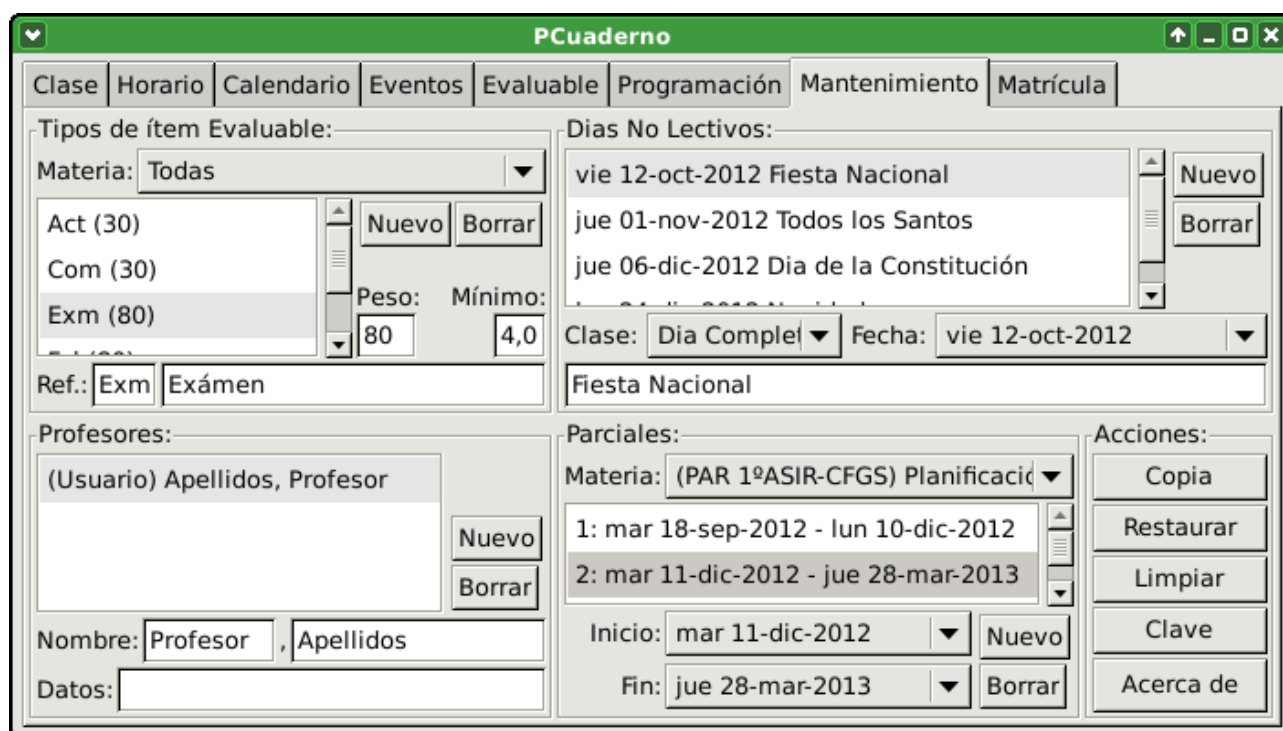 PCuaderno
Clase Horario Calendario Eventos Evaluable Programación Mantenimiento Matrícula
Tipos de ítem Evaluable:
Materia: Todas
Act (30)
Com (30)
Exm (80)
Nuevo Borrar
Peso: Mínimo:
80 4,0
Ref.: Exm Exámen
Dias No Lectivos:
vie 12-oct-2012 Fiesta Nacional
jue 01-nov-2012 Todos los Santos
jue 06-dic-2012 Dia de la Constitución
Nuevo
Borrar
Clase: Dia Complet Fecha: vie 12-oct-2012
Fiesta Nacional
Profesores:
(Usuario) Apellidos, Profesor
Nuevo
Borrar
Nombre: Profesor , Apellidos
Datos:
Parciales:
Materia: (PAR 1ºASIR-CFGS) Planificació
1: mar 18-sep-2012 - lun 10-dic-2012
2: mar 11-dic-2012 - jue 28-mar-2013
Inicio: mar 11-dic-2012 Nuevo
Fin: jue 28-mar-2013 Borrar
Acciones:
Copia
Restaurar
Limpiar
Clave
Acerca de